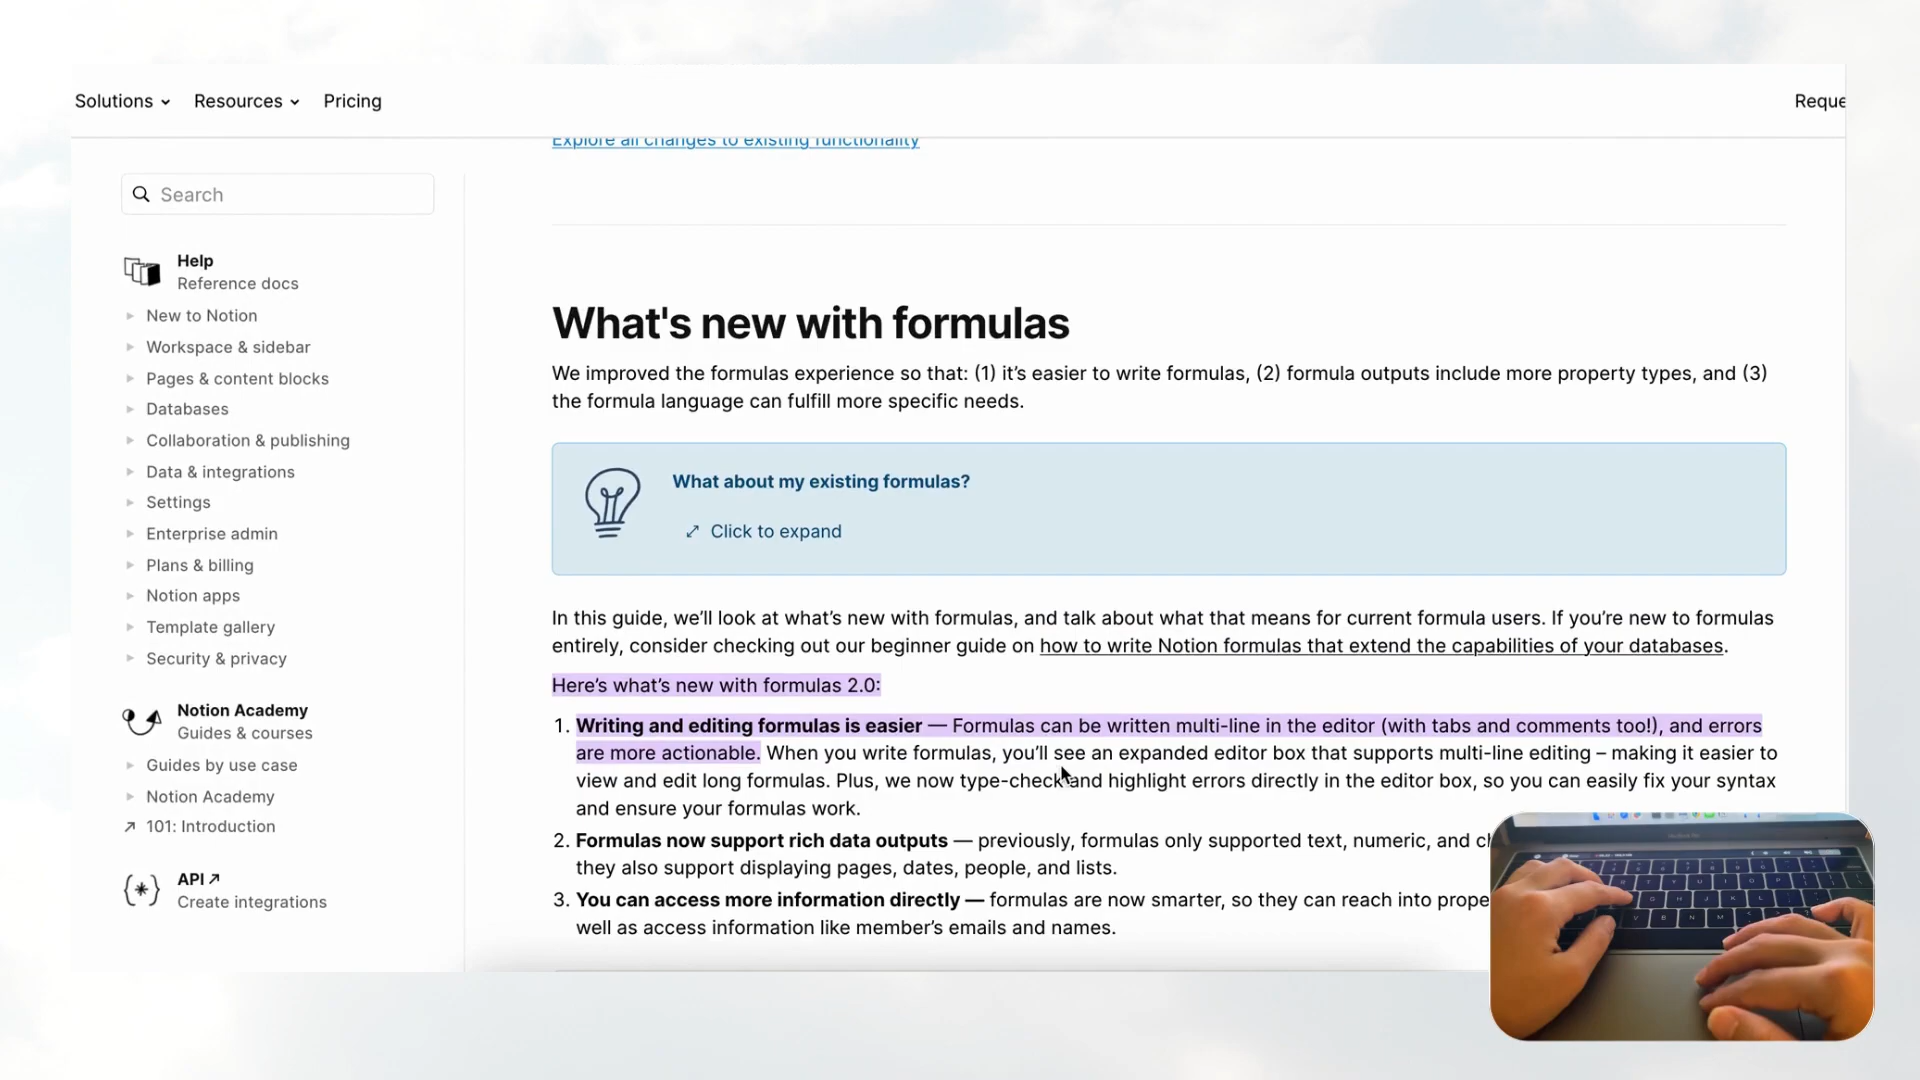 Solutions Resources Pricing Reque
Explore all changes to existing functionality
Search
Help
Reference docs
New to Notion
Workspace & sidebar
Pages & content blocks
Databases
Collaboration & publishing
Data & integrations
Settings
Enterprise admin
Plans & billing
Notion apps
Template gallery
Security & privacy
Notion Academy
Guides & courses
Guides by use case
Notion Academy
↗ 101: Introduction
API ↗
Create integrations
What's new with formulas
We improved the formulas experience so that: (1) it’s easier to write formulas, (2) formula outputs include more property types, and (3)
the formula language can fulfill more specific needs.
What about my existing formulas?
Click to expand
In this guide, we’ll look at what’s new with formulas, and talk about what that means for current formula users. If you’re new to formulas
entirely, consider checking out our beginner guide on how to write Notion formulas that extend the capabilities of your databases.
Here’s what’s new with formulas 2.0:
1. Writing and editing formulas is easier — Formulas can be written multi-line in the editor (with tabs and comments too!), and errors
are more actionable. When you write formulas, you’ll see an expanded editor box that supports multi-line editing – making it easier to
view and edit long formulas. Plus, we now type-check and highlight errors directly in the editor box, so you can easily fix your syntax
and ensure your formulas work.
2. Formulas now support rich data outputs — previously, formulas only supported text, numeric, and
they also support displaying pages, dates, people, and lists.
3. You can access more information directly — formulas are now smarter, so they can reach into prope
well as access information like member’s emails and names.